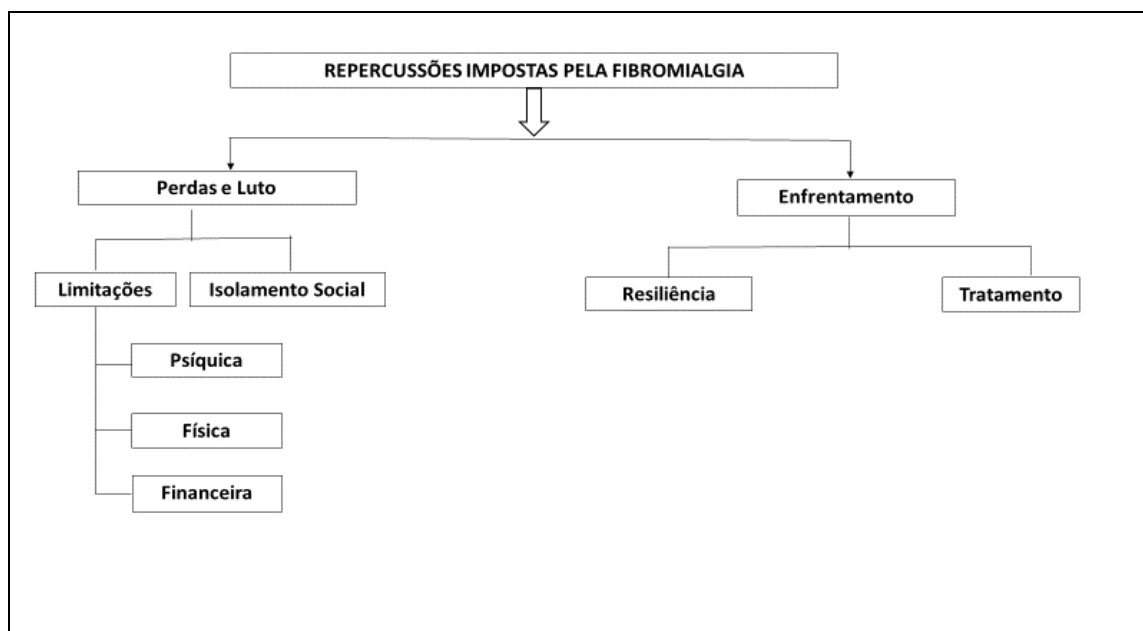 REPERCUSSÕES IMPOSTAS PELA FIBROMIALGIA
Perdas e Luto
Enfrentamento
Limitações
Isolamento Social
Resiliência
Tratamento
Psíquica
Física
Financeira